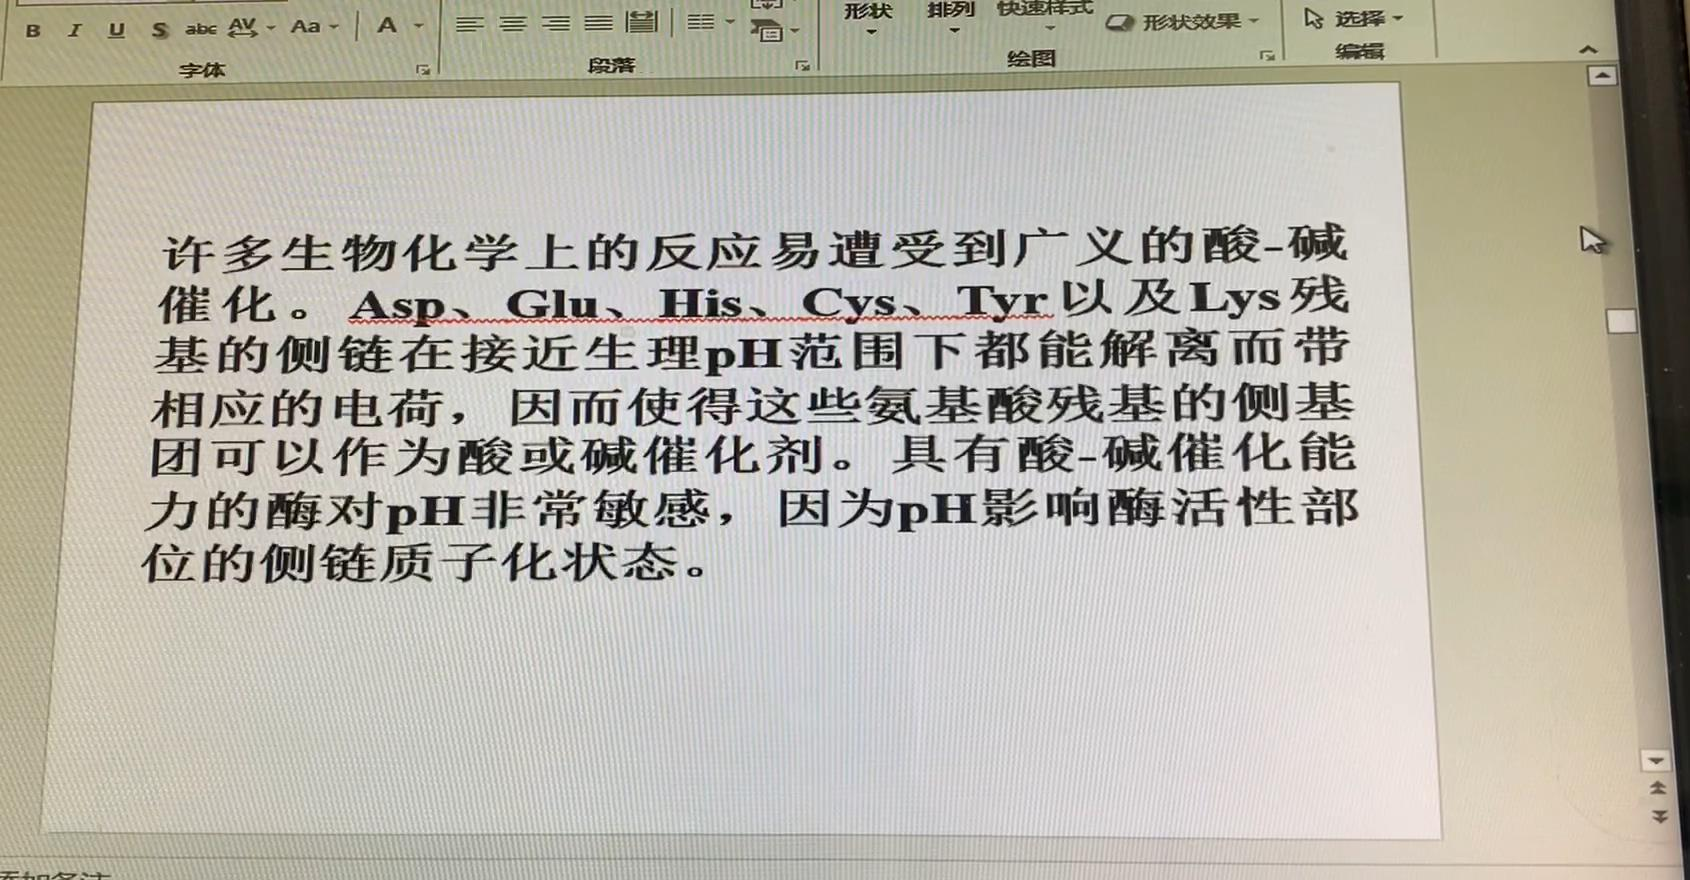 B I U S abc AV Aa A
形状 排列 快速样式 形状效果 选择
字体 段落 绘图 编辑
许多生物化学上的反应易遭受到广义的酸-碱
催化。Asp、Glu、His、Cys、Tyr以及Lys残
基的侧链在接近生理pH范围下都能解离而带
相应的电荷，因而使得这些氨基酸残基的侧基
团可以作为酸或碱催化剂。具有酸-碱催化能
力的酶对pH非常敏感，因为pH影响酶活性部
位的侧链质子化状态。